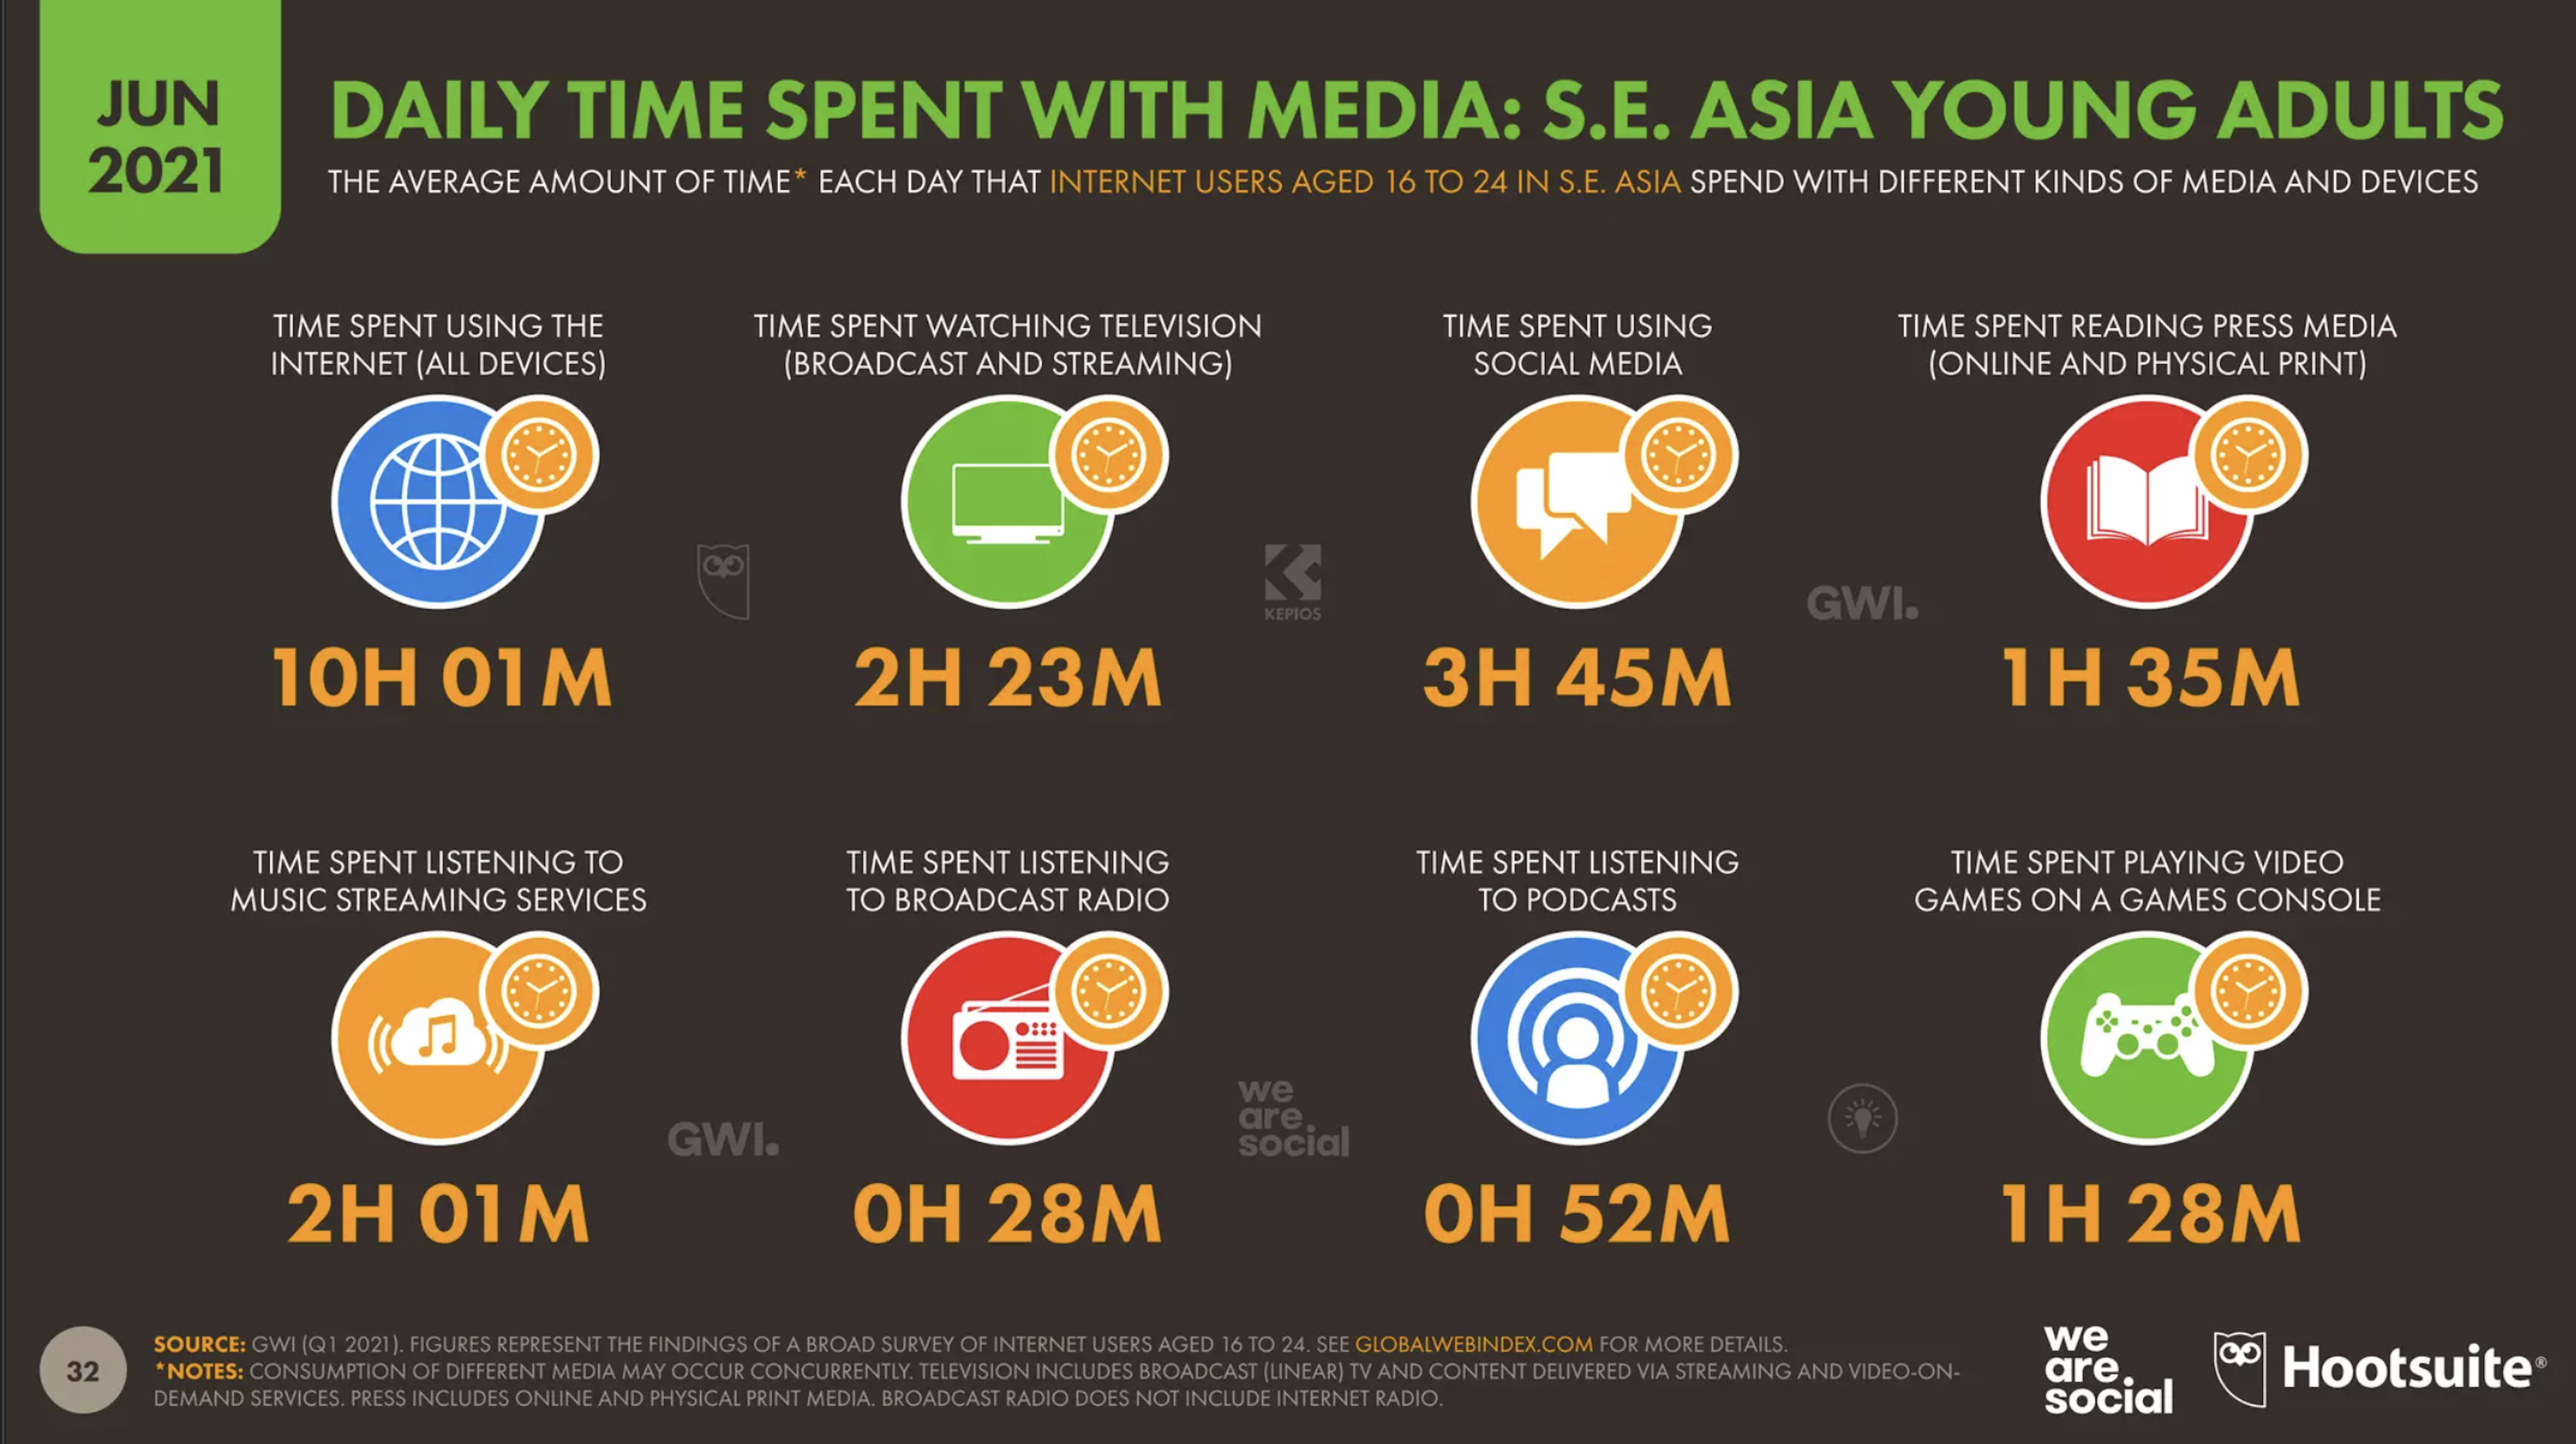 JUN
2021
DAILY TIME SPENT WITH MEDIA: S.E. ASIA YOUNG ADULTS
THE AVERAGE AMOUNT OF TIME* EACH DAY THAT INTERNET USERS AGED 16 TO 24 IN S.E. ASIA SPEND WITH DIFFERENT KINDS OF MEDIA AND DEVICES
TIME SPENT USING THE
INTERNET (ALL DEVICES)
10H 01M
TIME SPENT WATCHING TELEVISION
(BROADCAST AND STREAMING)
2H 23M
TIME SPENT USING
SOCIAL MEDIA
3H 45M
TIME SPENT READING PRESS MEDIA
(ONLINE AND PHYSICAL PRINT)
1H 35M
KEPIOS
GWI.
TIME SPENT LISTENING TO
MUSIC STREAMING SERVICES
2H 01M
TIME SPENT LISTENING
TO BROADCAST RADIO
0H 28M
TIME SPENT LISTENING
TO PODCASTS
0H 52M
TIME SPENT PLAYING VIDEO
GAMES ON A GAMES CONSOLE
1H 28M
GWI.
we
are.
social
32
SOURCE: GWI (Q1 2021). FIGURES REPRESENT THE FINDINGS OF A BROAD SURVEY OF INTERNET USERS AGED 16 TO 24. SEE GLOBALWEBINDEX.COM FOR MORE DETAILS.
*NOTES: CONSUMPTION OF DIFFERENT MEDIA MAY OCCUR CONCURRENTLY. TELEVISION INCLUDES BROADCAST (LINEAR) TV AND CONTENT DELIVERED VIA STREAMING AND VIDEO-ON-
DEMAND SERVICES. PRESS INCLUDES ONLINE AND PHYSICAL PRINT MEDIA. BROADCAST RADIO DOES NOT INCLUDE INTERNET RADIO.
we
are.
social
Hootsuite®